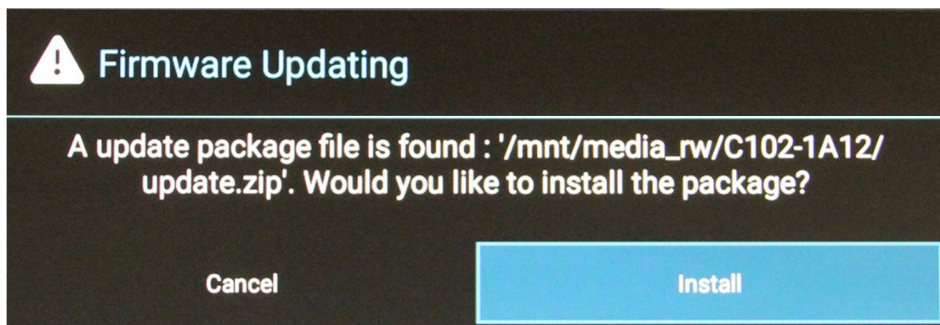 Firmware Updating
A update package file is found : '/mnt/media_rw/C102-1A12/
update.zip'. Would you like to install the package?
Cancel
Install